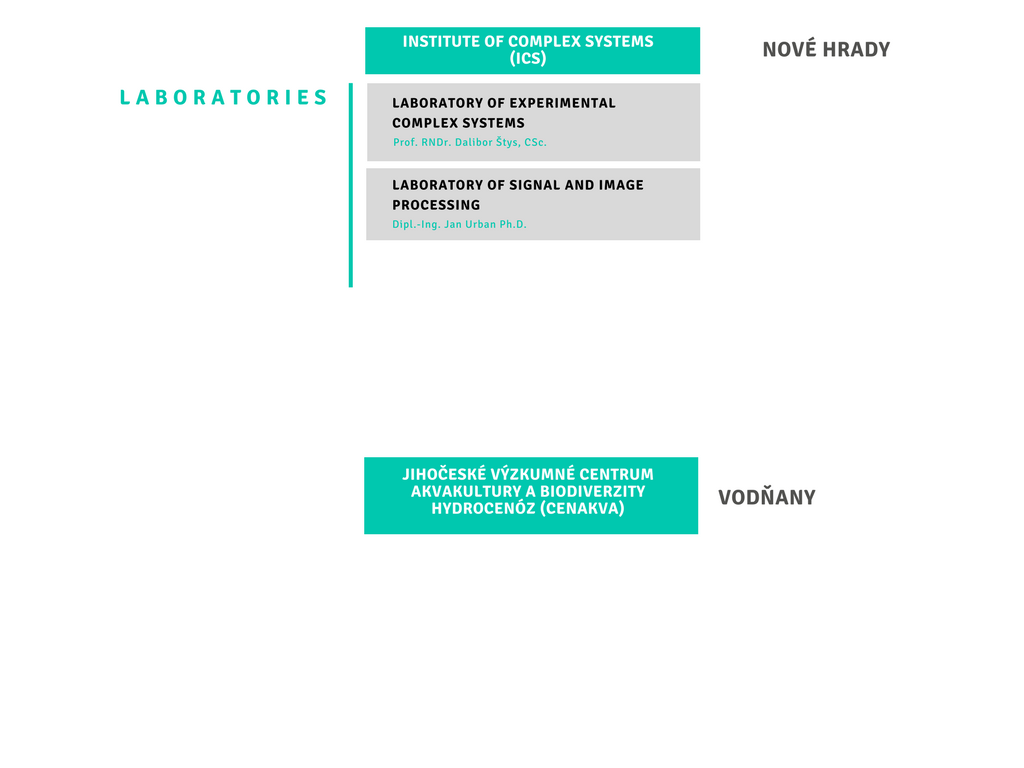 INSTITUTE OF COMPLEX SYSTEMS
(ICS)
NOVÉ HRADY
LABORATORIES
LABORATORY OF EXPERIMENTAL
COMPLEX SYSTEMS
Prof. RNDr. Dalibor Štys, CSc.
LABORATORY OF SIGNAL AND IMAGE
PROCESSING
Dipl.-Ing. Jan Urban Ph.D.
JIHOČESKÉ VÝZKUMNÉ CENTRUM
AKVAKULTURY A BIODIVERZITY
HYDROCENÓZ (CENAKVA)
VODŇANY